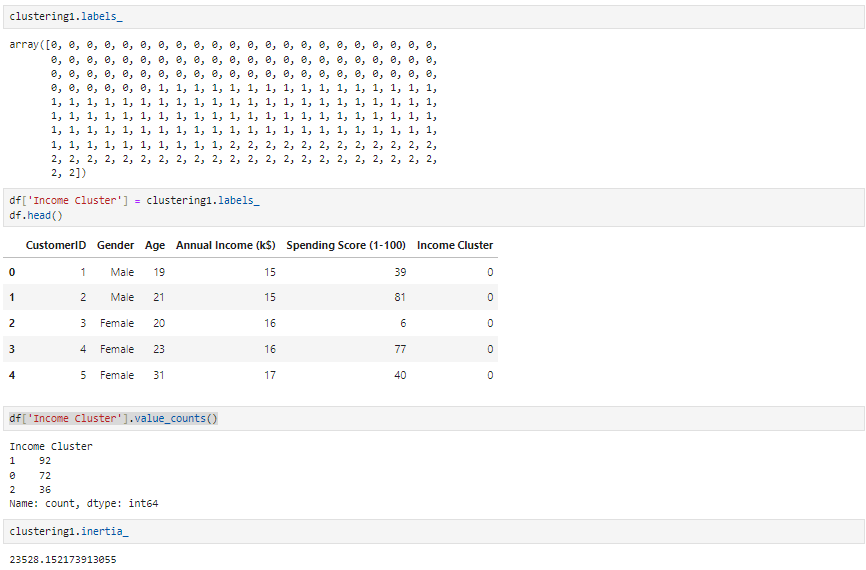 clustering1.labels_
array([0, 0, 0, 0, 0, 0, 0, 0, 0, 0, 0, 0, 0, 0, 0, 0, 0, 0, 0, 0, 0, 0,
0, 0, 0, 0, 0, 0, 0, 0, 0, 0, 0, 0, 0, 0, 0, 0, 0, 0, 0, 0, 0, 0,
0, 0, 0, 0, 0, 0, 0, 0, 0, 0, 0, 0, 0, 0, 0, 0, 0, 0, 0, 0, 0, 0,
0, 0, 0, 0, 0, 0, 1, 1, 1, 1, 1, 1, 1, 1, 1, 1, 1, 1, 1, 1, 1, 1,
1, 1, 1, 1, 1, 1, 1, 1, 1, 1, 1, 1, 1, 1, 1, 1, 1, 1, 1, 1, 1, 1,
1, 1, 1, 1, 1, 1, 1, 1, 1, 1, 1, 1, 1, 1, 1, 1, 1, 1, 1, 1, 1, 1,
1, 1, 1, 1, 1, 1, 1, 1, 1, 1, 1, 1, 1, 1, 1, 1, 1, 1, 1, 1, 1, 1,
1, 1, 1, 1, 1, 1, 1, 1, 1, 1, 2, 2, 2, 2, 2, 2, 2, 2, 2, 2, 2, 2,
2, 2, 2, 2, 2, 2, 2, 2, 2, 2, 2, 2, 2, 2, 2, 2, 2, 2, 2, 2, 2, 2,
2, 2])
df['Income Cluster'] = clustering1.labels_
df.head()
CustomerID Gender Age Annual Income (k$) Spending Score (1-100) Income Cluster
0 1 Male 19 15 39 0
1 2 Male 21 15 81 0
2 3 Female 20 16 6 0
3 4 Female 23 16 77 0
4 5 Female 31 17 40 0
df['Income Cluster'].value_counts()
Income Cluster
1 92
0 72
2 36
Name: count, dtype: int64
clustering1.inertia_
23528.152173913055